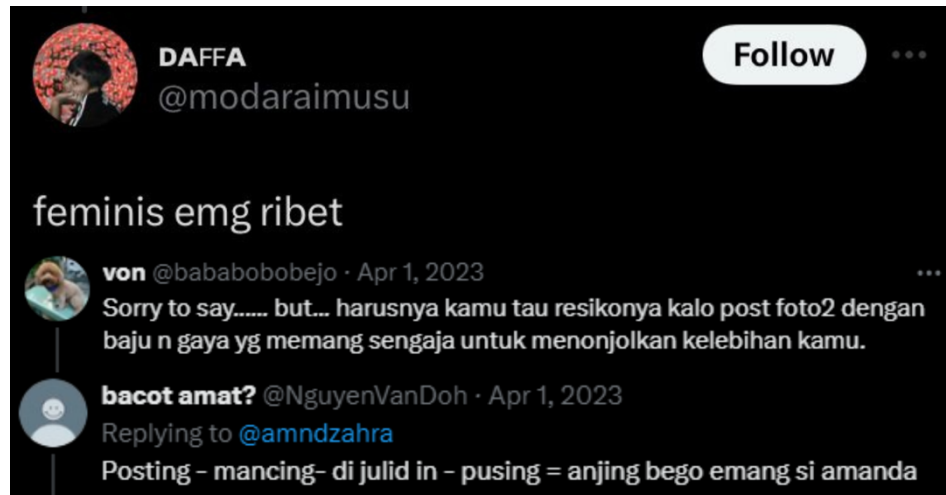 DAFFA
Follow
@modaraimusu
feminis emg ribet
von @bababobobejo · Apr 1, 2023
Sorry to say...... but... harusnya kamu tau resikonya kalo post foto2 dengan
baju n gaya yg memang sengaja untuk menonjolkan kelebihan kamu.
bacot amat? @NguyenVanDoh · Apr 1, 2023
Replying to @amndzahra
Posting - mancing- di julid in - pusing = anjing bego emang si amanda